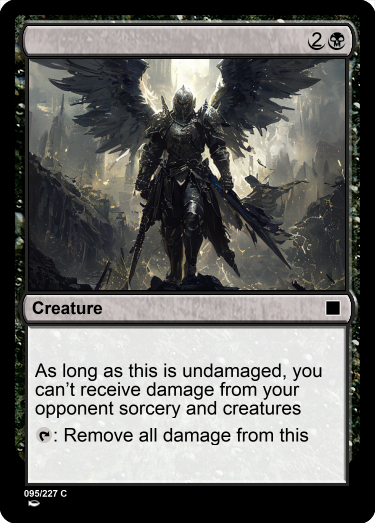 2
Creature
As long as this is undamaged, you
can't receive damage from your
opponent sorcery and creatures
: Remove all damage from this
095/227 C